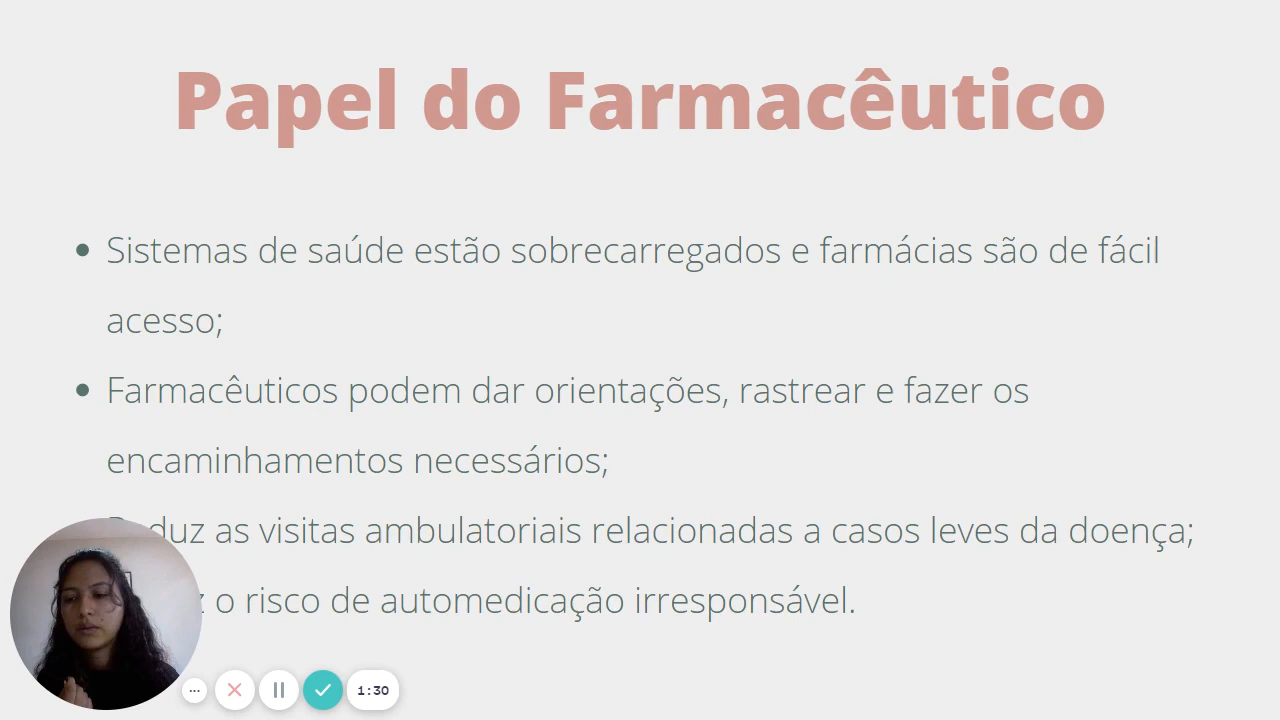 Papel do Farmacêutico
Sistemas de saúde estão sobrecarregados e farmácias são de fácil
acesso;
Farmacêuticos podem dar orientações, rastrear e fazer os
encaminhamentos necessários;
as visitas ambulatoriais relacionadas a casos leves da doença;
o risco de automedicação irresponsável.
1:30